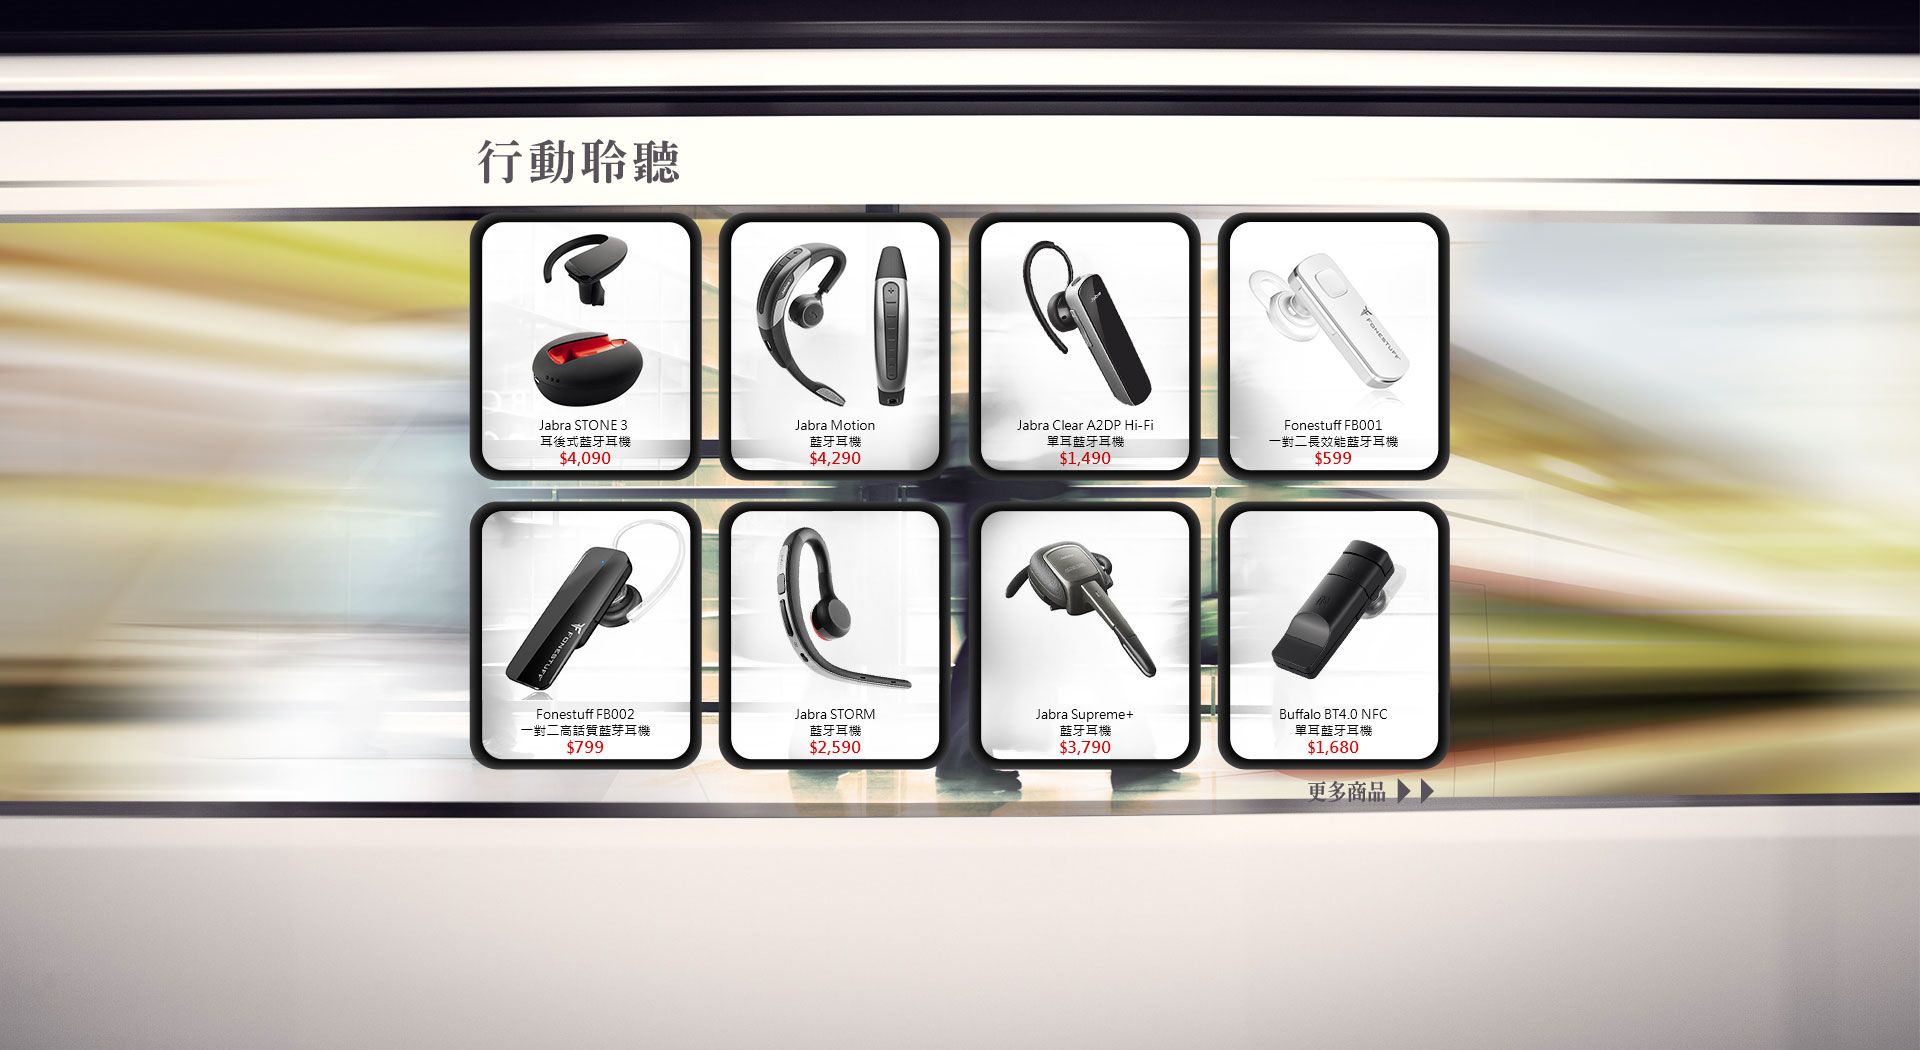 行動聆聽
Jabra STONE 3
耳後式藍牙耳機
$4,090
Jabra Motion
藍牙耳機
$4,290
Jabra Clear A2DP Hi-Fi
單耳藍牙耳機
$1,490
FONESTUFF
Fonestuff FB001
一對二長效能藍牙耳機
$599
FONESTUFF
Fonestuff FB002
一對二高話質藍芽耳機
$799
Jabra STORM
藍牙耳機
$2,590
Jabra Supreme+
藍牙耳機
$3,790
Buffalo BT4.0 NFC
單耳藍牙耳機
$1,680
更多商品